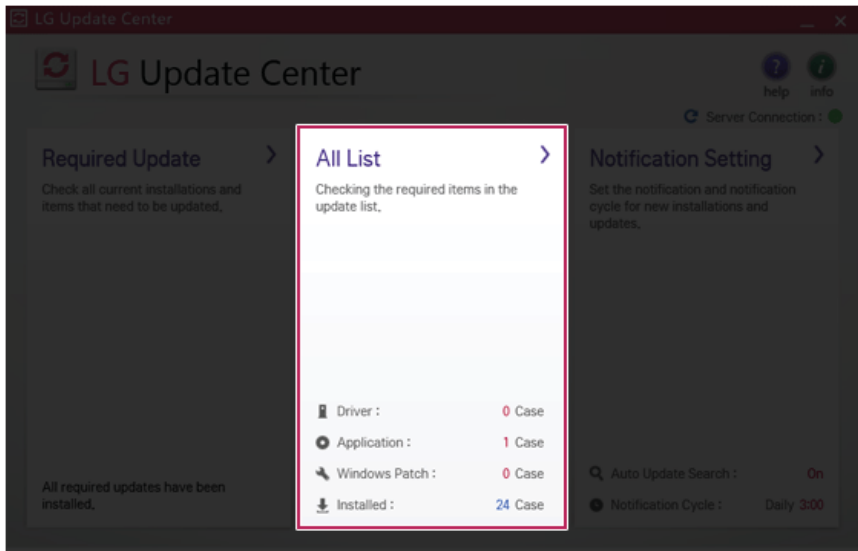 LG Update Center
LG Update Center
help
info
Server Connection :
Required Update
Check all current installations and
items that need to be updated.
All required updates have been
installed.
All List
Checking the required items in the
update list.
Driver : 0 Case
Application : 1 Case
Windows Patch : 0 Case
Installed : 24 Case
Notification Setting
Set the notification and notification
cycle for new installations and
updates.
Auto Update Search : On
Notification Cycle : Daily 3:00